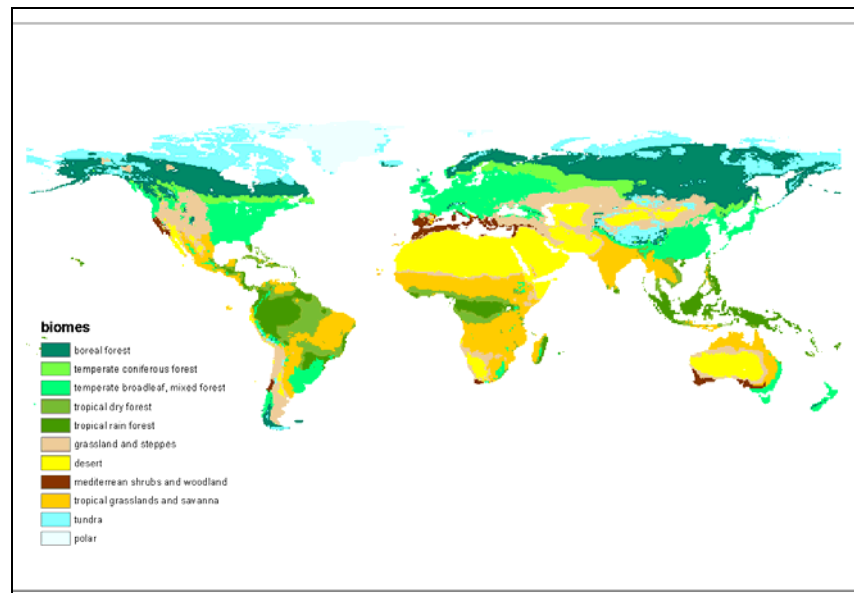 biomes
boreal forest
temperate coniferous forest
temperate broadleaf, mixed forest
tropical dry forest
tropical rain forest
grassland and steppes
desert
mediterrean shrubs and woodland
tropical grasslands and savanna
tundra
polar